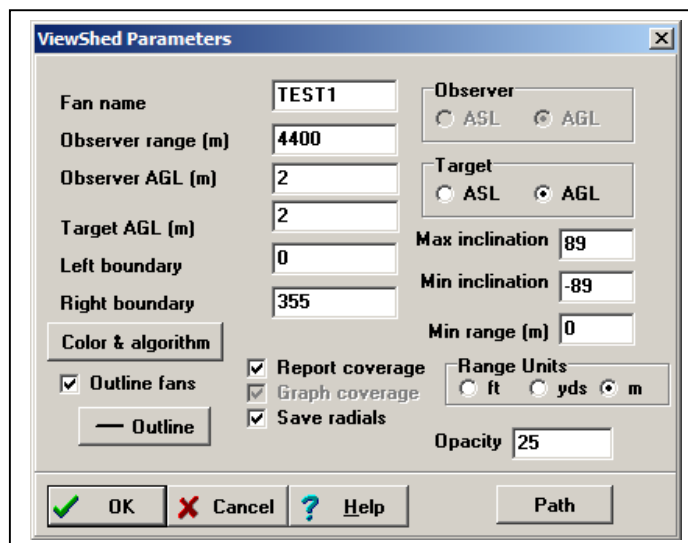 ViewShed Parameters
Fan name
TEST1
Observer range (m)
4400
Observer AGL (m)
2
Target AGL (m)
2
Left boundary
0
Right boundary
355
Color & algorithm
Outline fans
Outline
Report coverage
Graph coverage
Save radials
Observer
ASL AGL
Target
ASL AGL
Max inclination 89
Min inclination -89
Min range (m) 0
Range Units
ft yds m
Opacity 25
OK Cancel Help Path